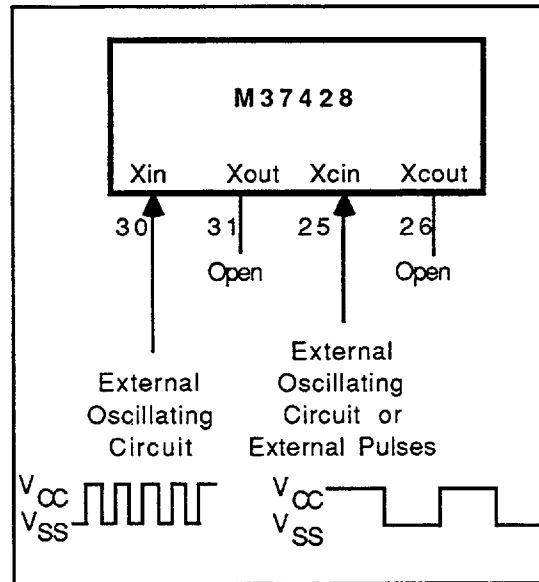 M37428
Xin Xout Xcin Xcout
30 31 25 26
Open Open
External
Oscillating
Circuit
External
Oscillating
Circuit or
External Pulses
VCC
VSS
VCC
VSS